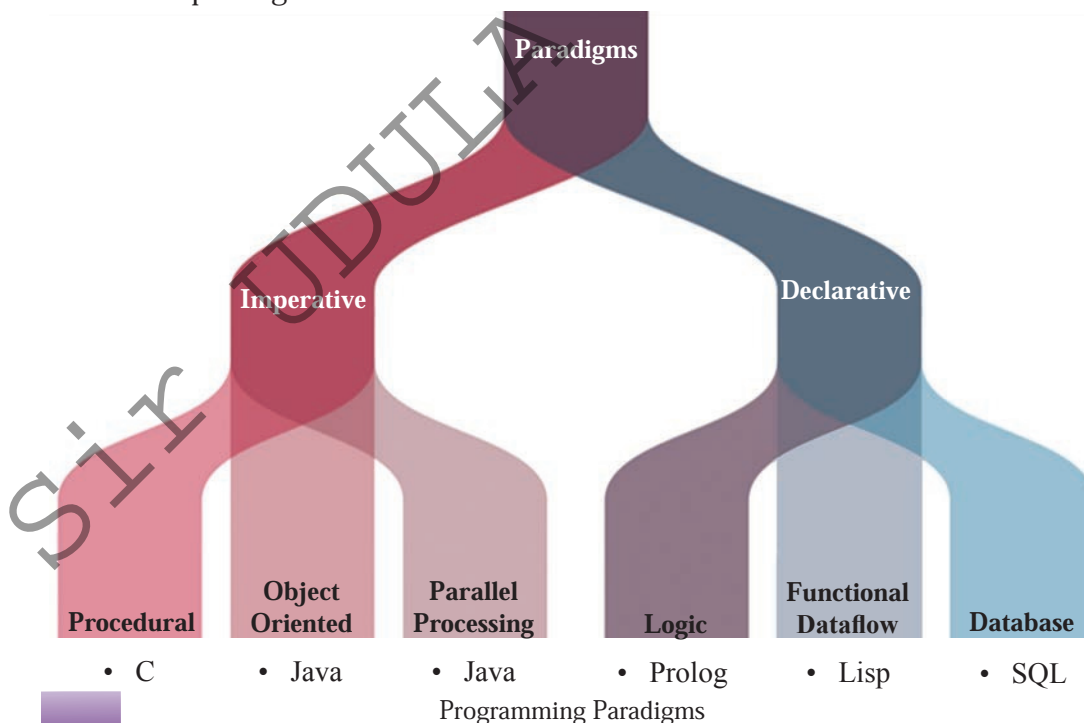 Paradigms
Sir UDULA
Imperative
Declarative
Procedural
Object
Oriented
Parallel
Processing
Logic
Functional
Dataflow
Database
• C
• Java
• Java
• Prolog
• Lisp
• SQL
Programming Paradigms